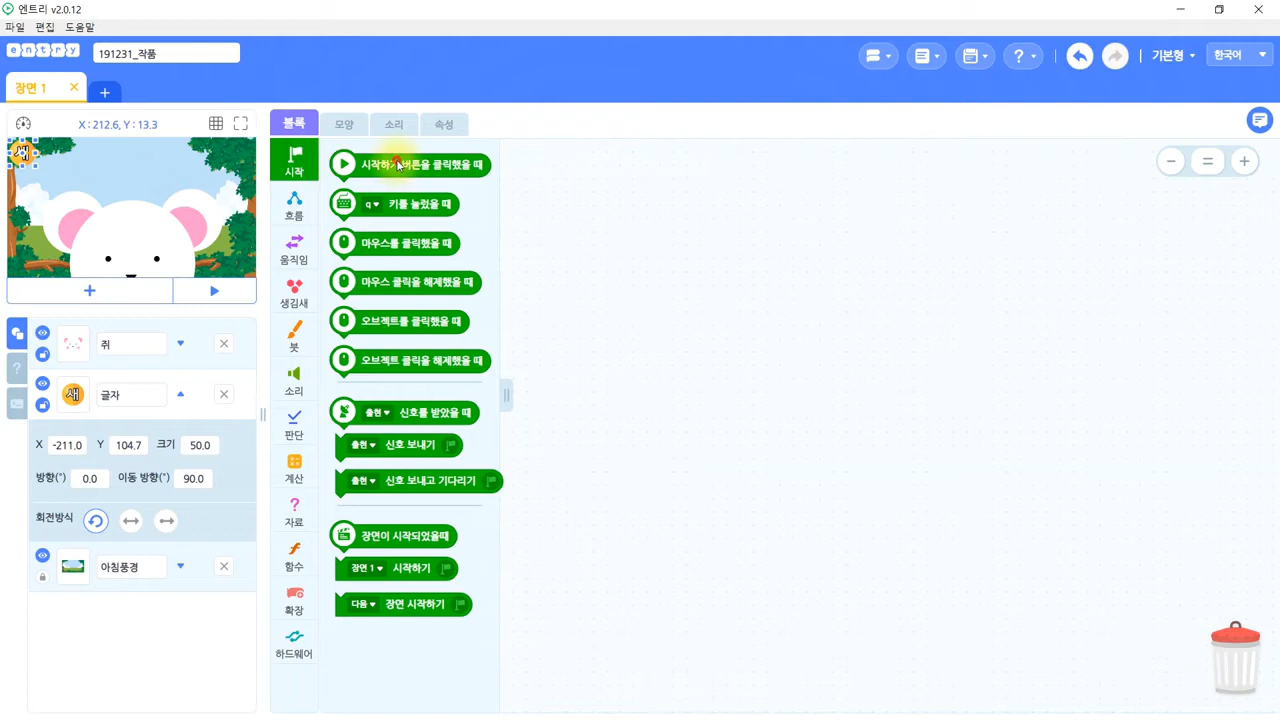 엔트리 v2.0.12
파일 편집 도움말
entry 191231_작품 기본형 한국어
장면 1
X : 212.6, Y : 13.3
새
쥐
새 글자
X -211.0 Y 104.7 크기 50.0
방향(°) 0.0 이동 방향(°) 90.0
회전방식
아침풍경
블록 모양 소리 속성
시작
흐름
움직임
생김새
붓
소리
판단
계산
자료
함수
확장
하드웨어
시작하기 버튼을 클릭했을 때
q 키를 눌렀을 때
마우스를 클릭했을 때
마우스 클릭을 해제했을 때
오브젝트를 클릭했을 때
오브젝트 클릭을 해제했을 때
출현 신호를 받았을 때
출현 신호 보내기
출현 신호 보내고 기다리기
장면이 시작되었을때
장면 1 시작하기
다음 장면 시작하기